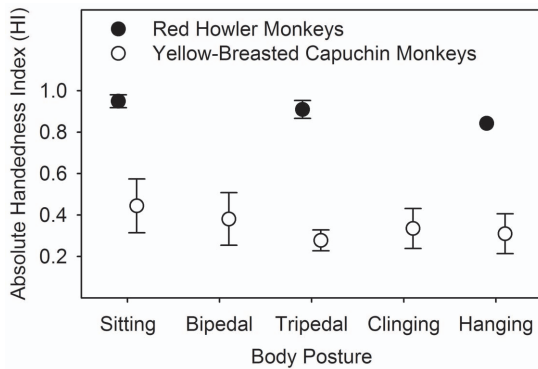 Red Howler Monkeys
Yellow-Breasted Capuchin Monkeys
Absolute Handedness Index (HI)
1.0
0.8
0.6
0.4
0.2
Sitting Bipedal Tripedal Clinging Hanging
Body Posture